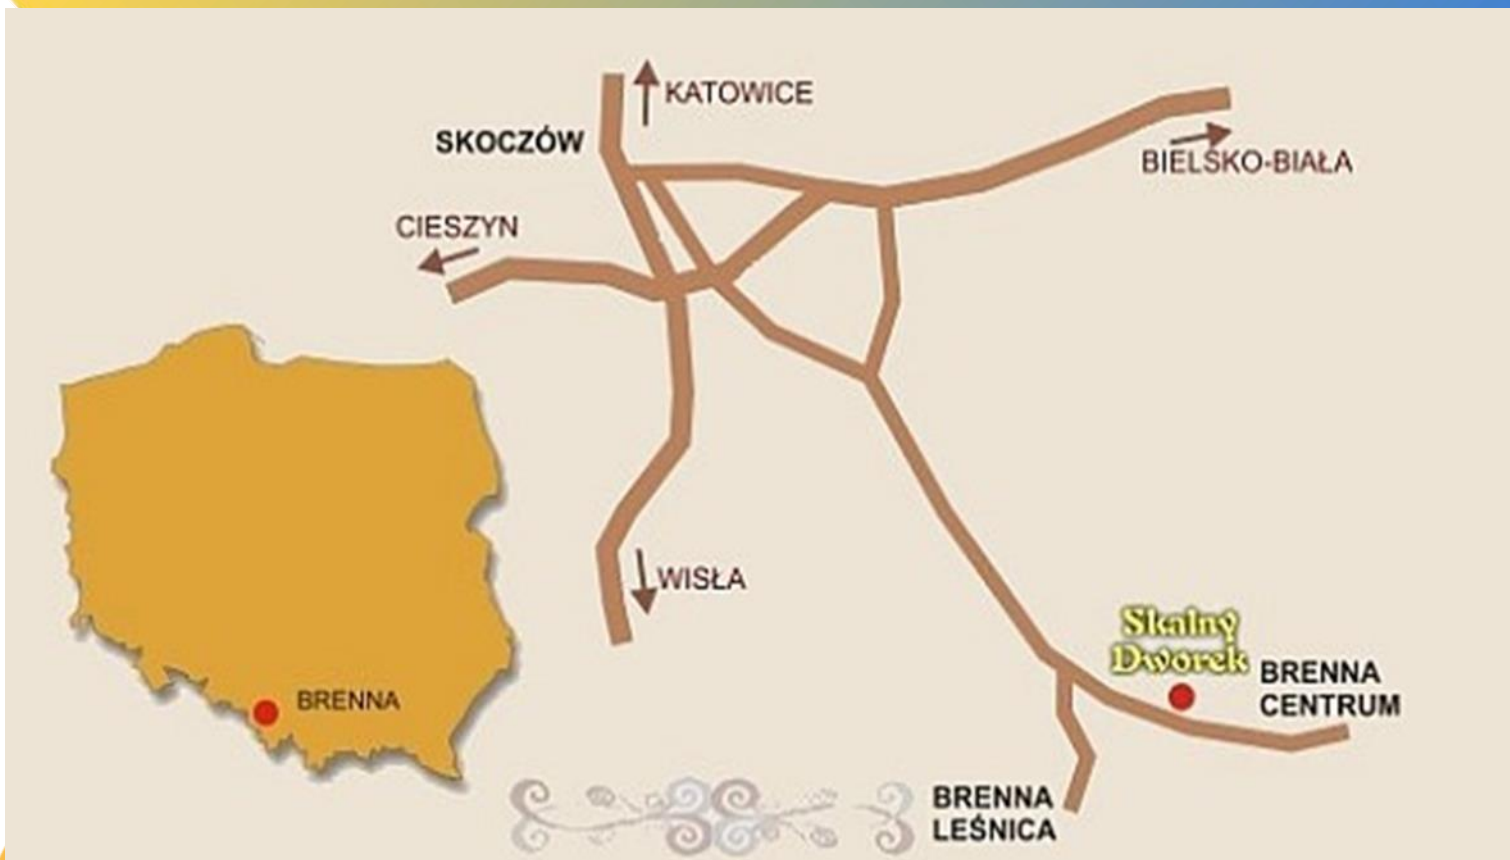 KATOWICE
SKOCZÓW
BIELSKO-BIAŁA
CIESZYN
WISŁA
Skalny
Dworek
BRENNA
CENTRUM
BRENNA
BRENNA
LEŚNICA